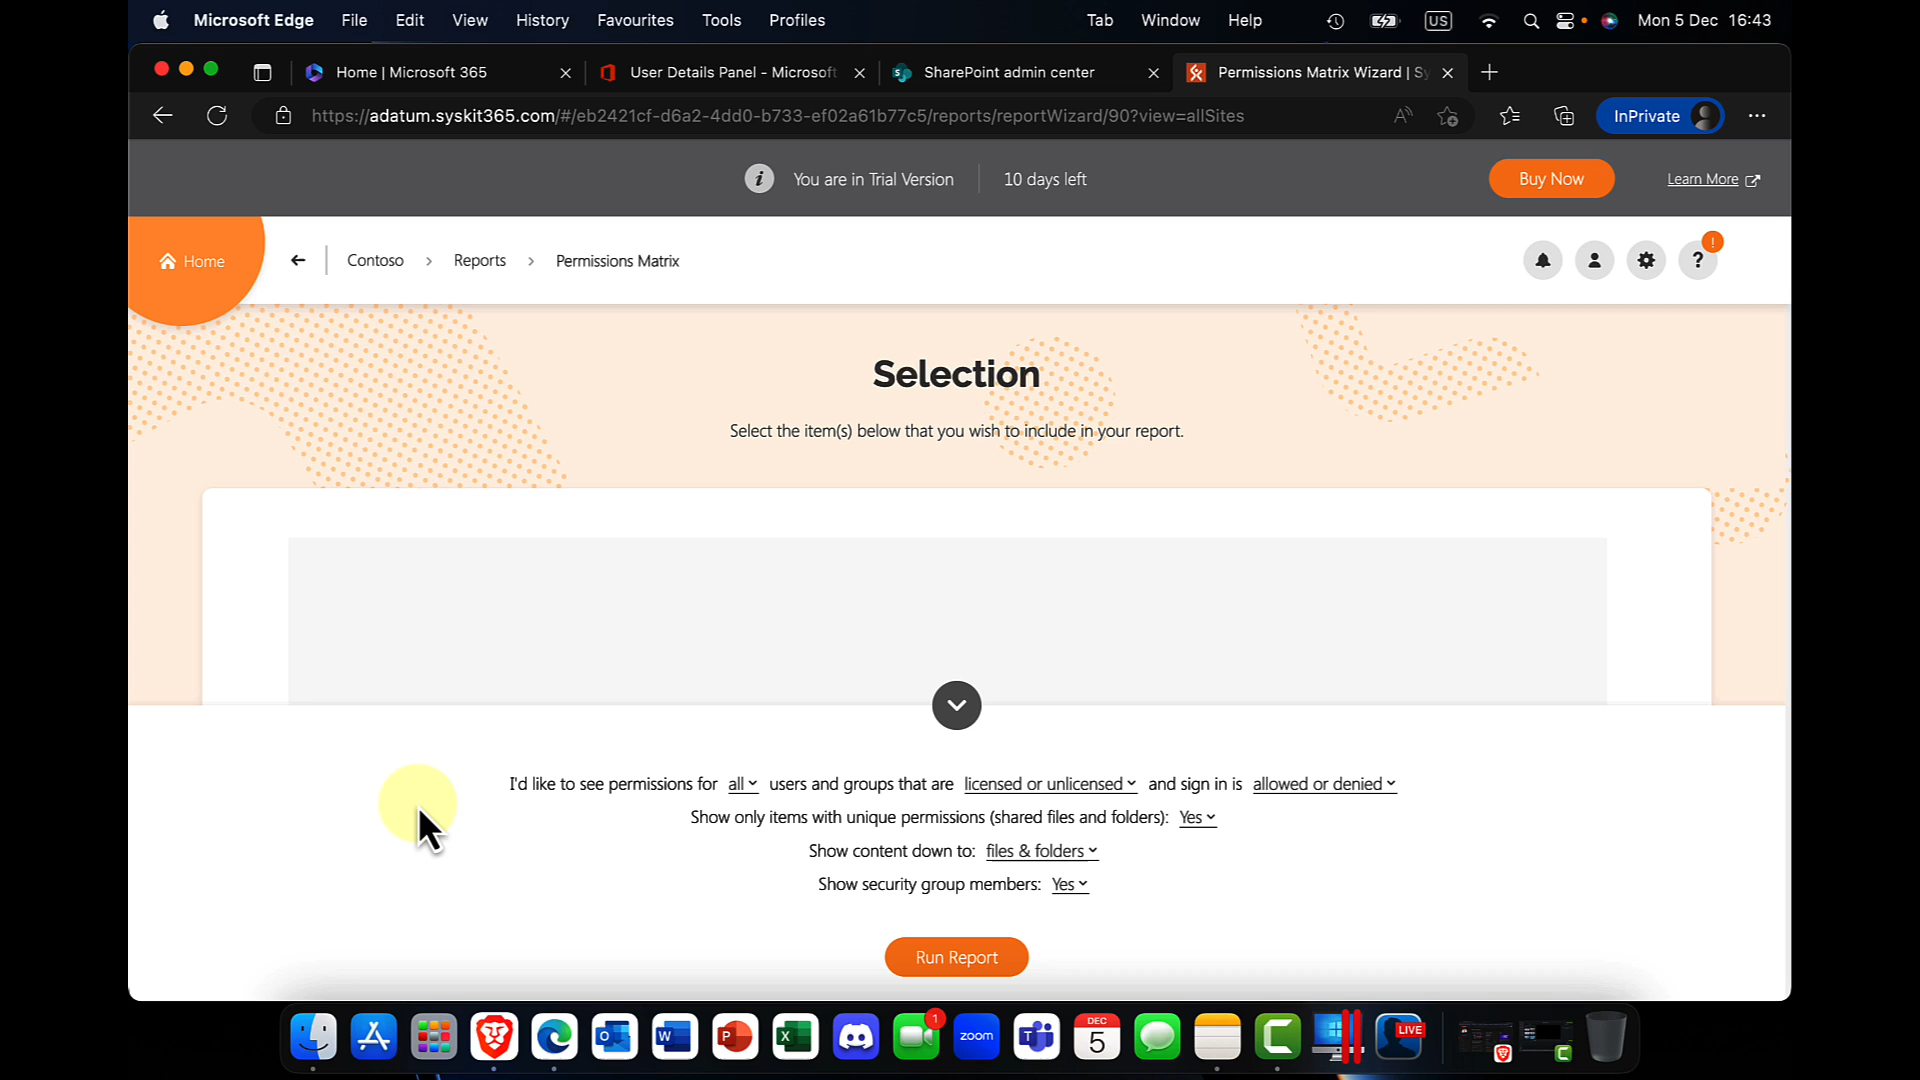 Microsoft Edge File Edit View History Favourites Tools Profiles Tab Window Help US Mon 5 Dec 16:43
Home | Microsoft 365 User Details Panel - Microsoft SharePoint admin center Permissions Matrix Wizard | Sy
https://adatum.syskit365.com/#/eb2421cf-d6a2-4dd0-b733-ef02a61b77c5/reports/reportWizard/90?view=allSites InPrivate
You are in Trial Version 10 days left Buy Now Learn More
Home Contoso Reports Permissions Matrix
Selection
Select the item(s) below that you wish to include in your report.
I'd like to see permissions for all users and groups that are licensed or unlicensed and sign in is allowed or denied
Show only items with unique permissions (shared files and folders): Yes
Show content down to: files & folders
Show security group members: Yes
Run Report
1 zoom DEC 5 LIVE